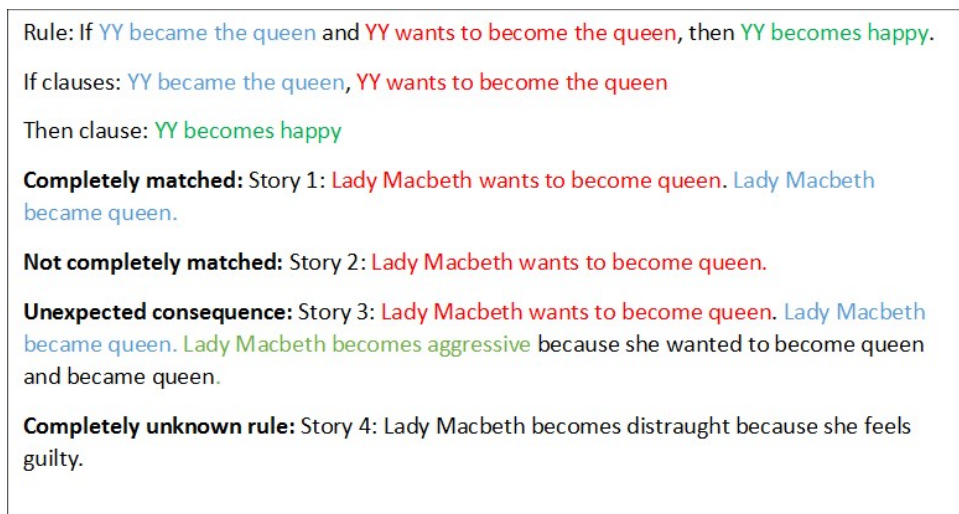 Rule: If YY became the queen and YY wants to become the queen, then YY becomes happy.
If clauses: YY became the queen, YY wants to become the queen
Then clause: YY becomes happy
Completely matched: Story 1: Lady Macbeth wants to become queen. Lady Macbeth
became queen.
Not completely matched: Story 2: Lady Macbeth wants to become queen.
Unexpected consequence: Story 3: Lady Macbeth wants to become queen. Lady Macbeth
became queen. Lady Macbeth becomes aggressive because she wanted to become queen
and became queen.
Completely unknown rule: Story 4: Lady Macbeth becomes distraught because she feels
guilty.